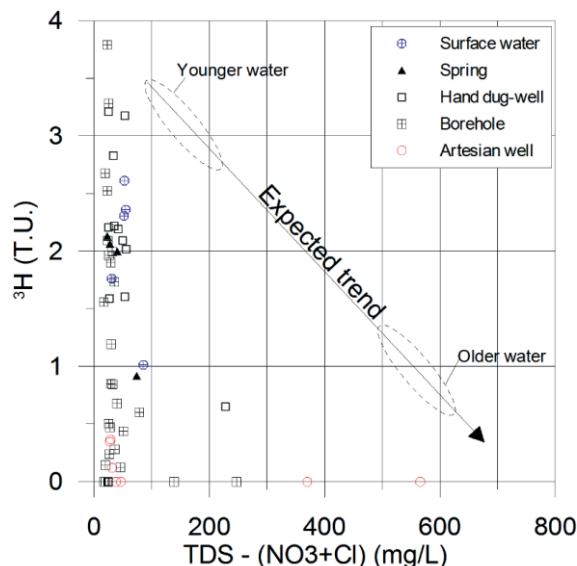 4
3
2
1
0
³H (T.U.)
0
200
400
600
800
TDS - (NO3+Cl) (mg/L)
Surface water
Spring
Hand dug-well
Borehole
Artesian well
Younger water
Expected trend
Older water